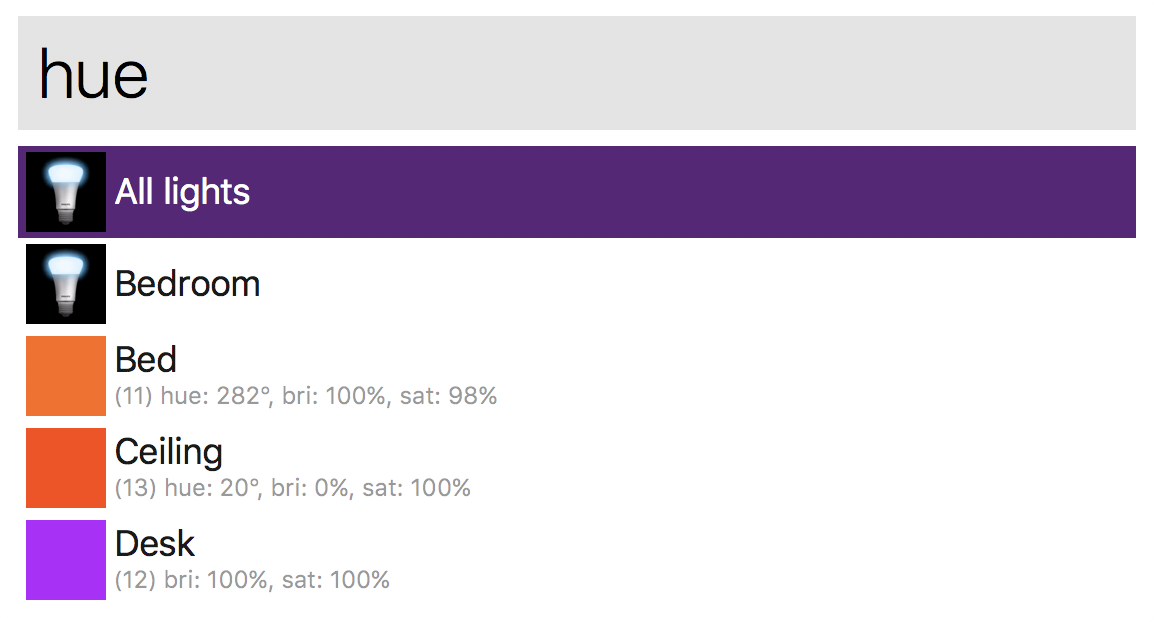 hue
All lights
Bedroom
Bed
(11) hue: 282°, bri: 100%, sat: 98%
Ceiling
(13) hue: 20°, bri: 0%, sat: 100%
Desk
(12) bri: 100%, sat: 100%